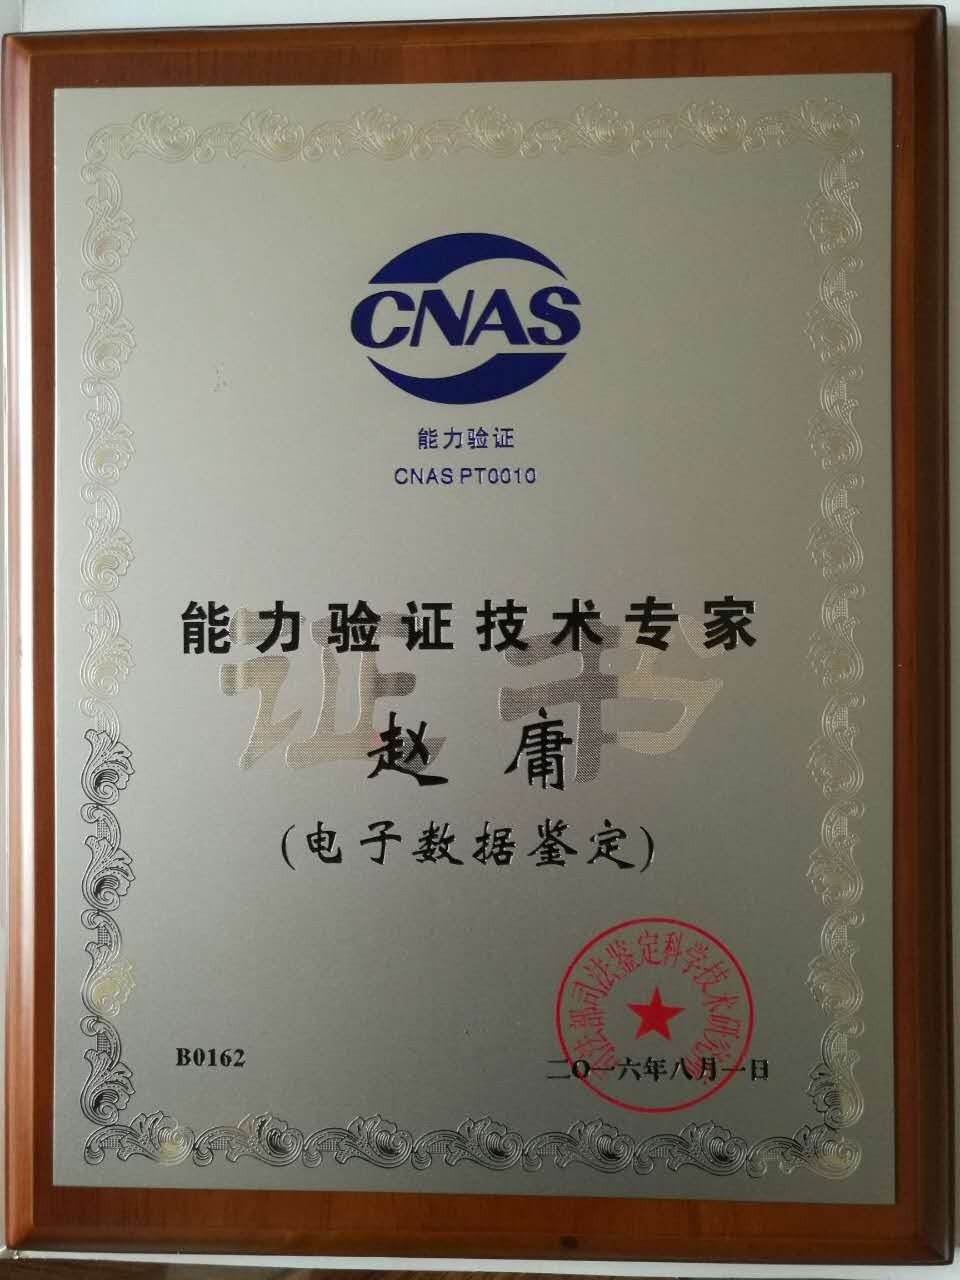 CNAS
能力验证
CNAS PT0010
能力验证技术专家
证书
赵 庸
(电子数据鉴定)
司法部司法鉴定科学技术研究所
B0162
二〇一六年八月一日